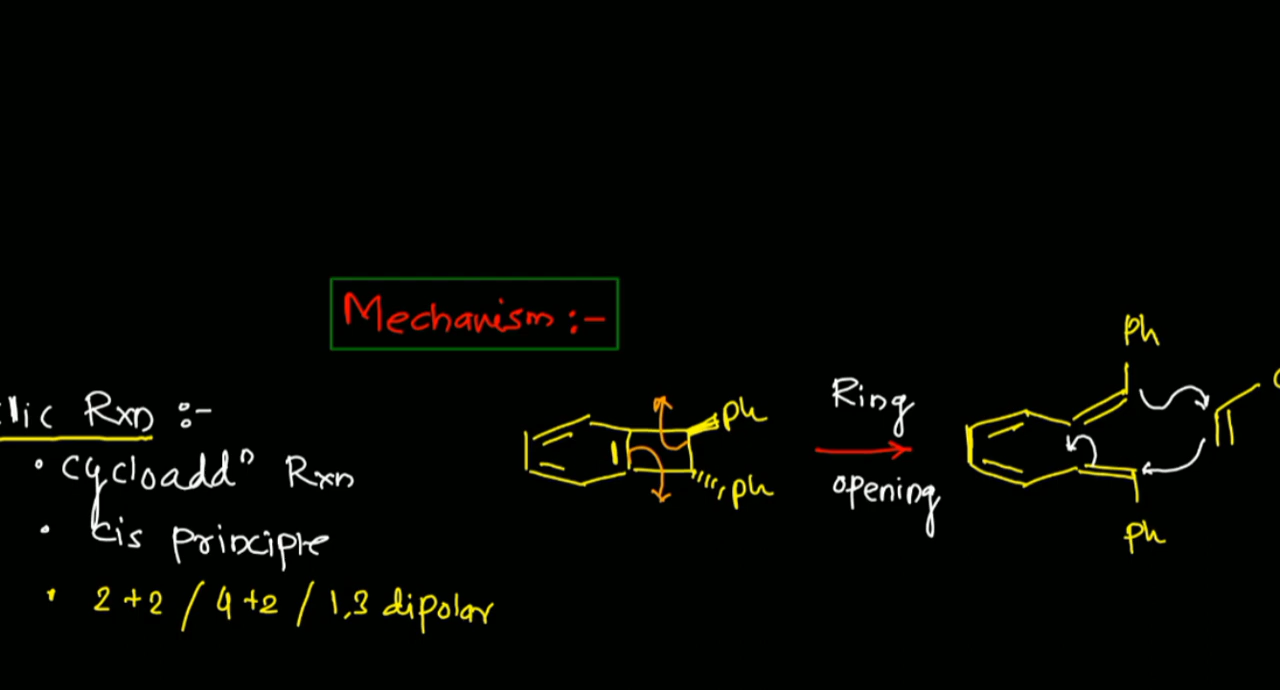 Mechanism :-
lic Rxn :-
• cycloaddⁿ Rxn
• cis principle
• 2+2 / 4+2 / 1,3 dipolar
Ph
Ph
Ring
opening
Ph
Ph